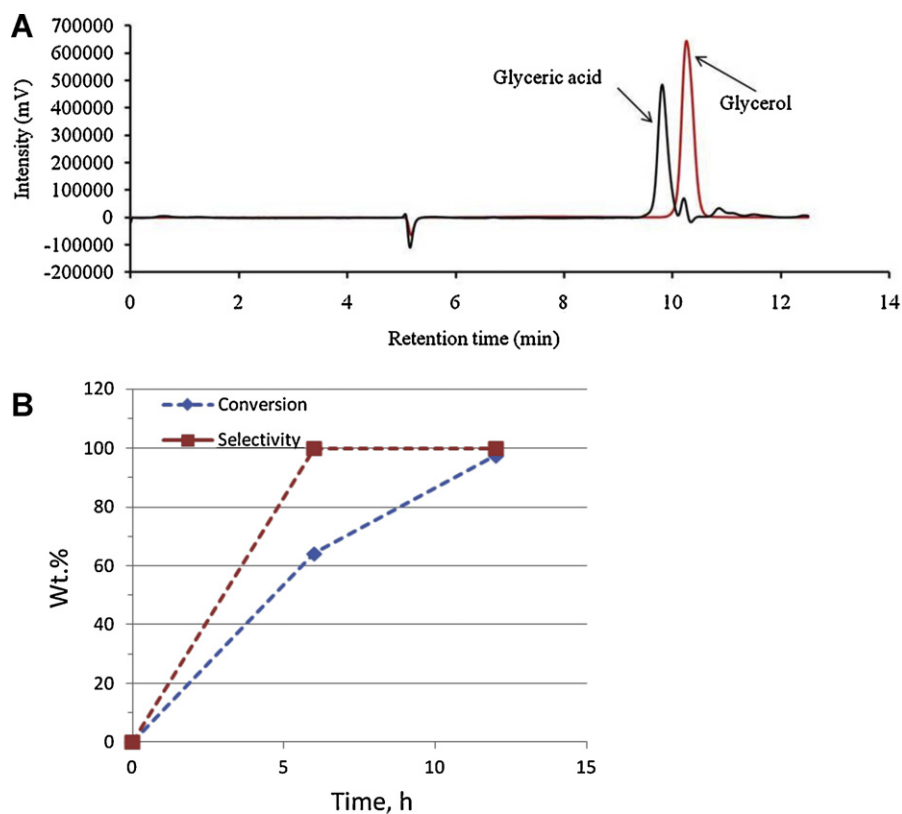 A
700000
600000
500000
400000
300000
200000
100000
0
-100000
-200000
Intensity (mV)
Glyceric acid
Glycerol
0 2 4 6 8 10 12 14
Retention time (min)
B
120
100
80
60
40
20
0
Wt.%
Conversion
Selectivity
0 5 10 15
Time, h